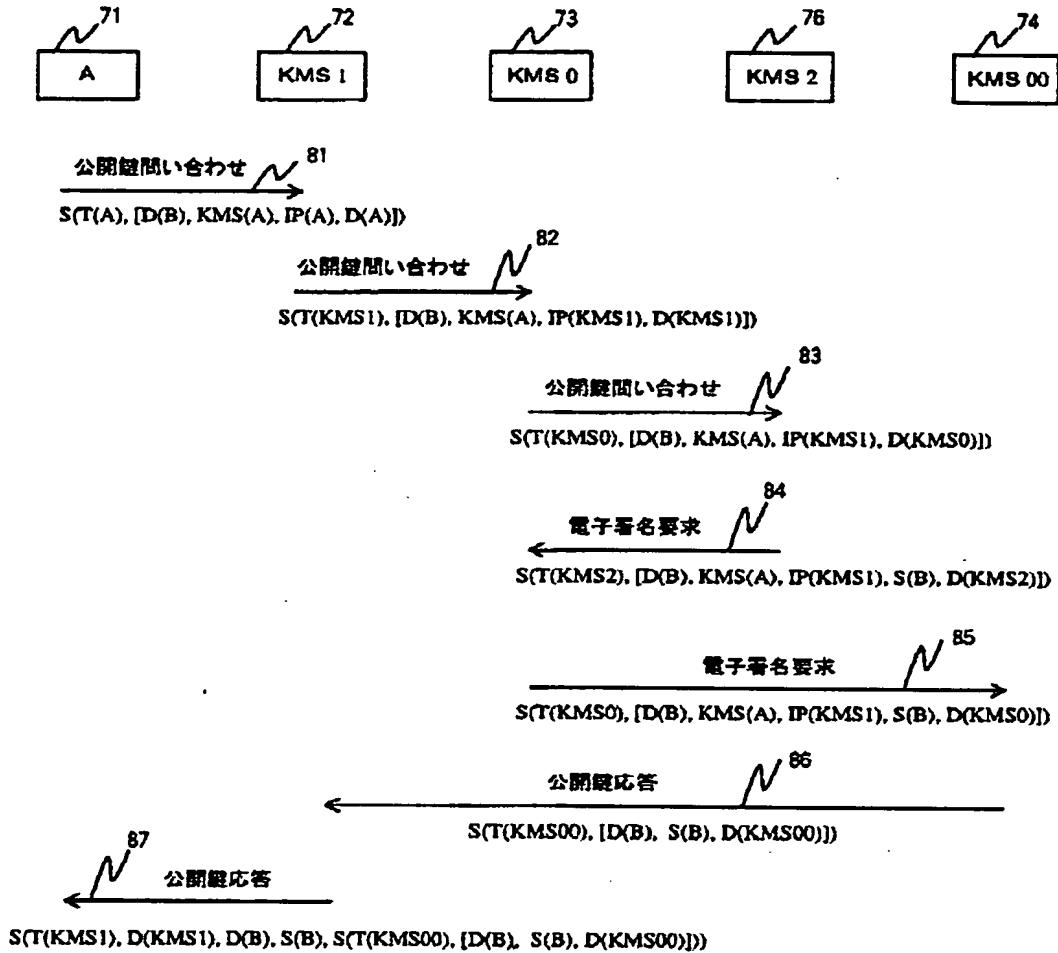 71 72 73 76 74
A KMS 1 KMS 0 KMS 2 KMS 00
81
公開鍵問い合わせ
S(T(A), [D(B), KMS(A), IP(A), D(A)])
82
公開鍵問い合わせ
S(T(KMS1), [D(B), KMS(A), IP(KMS1), D(KMS1)])
83
公開鍵問い合わせ
S(T(KMS0), [D(B), KMS(A), IP(KMS1), D(KMS0)])
84
電子署名要求
S(T(KMS2), [D(B), KMS(A), IP(KMS1), S(B), D(KMS2)])
85
電子署名要求
S(T(KMS0), [D(B), KMS(A), IP(KMS1), S(B), D(KMS0)])
86
公開鍵応答
S(T(KMS00), [D(B), S(B), D(KMS00)])
87
公開鍵応答
S(T(KMS1), D(KMS1), D(B), S(B), S(T(KMS00), [D(B), S(B), D(KMS00)]))